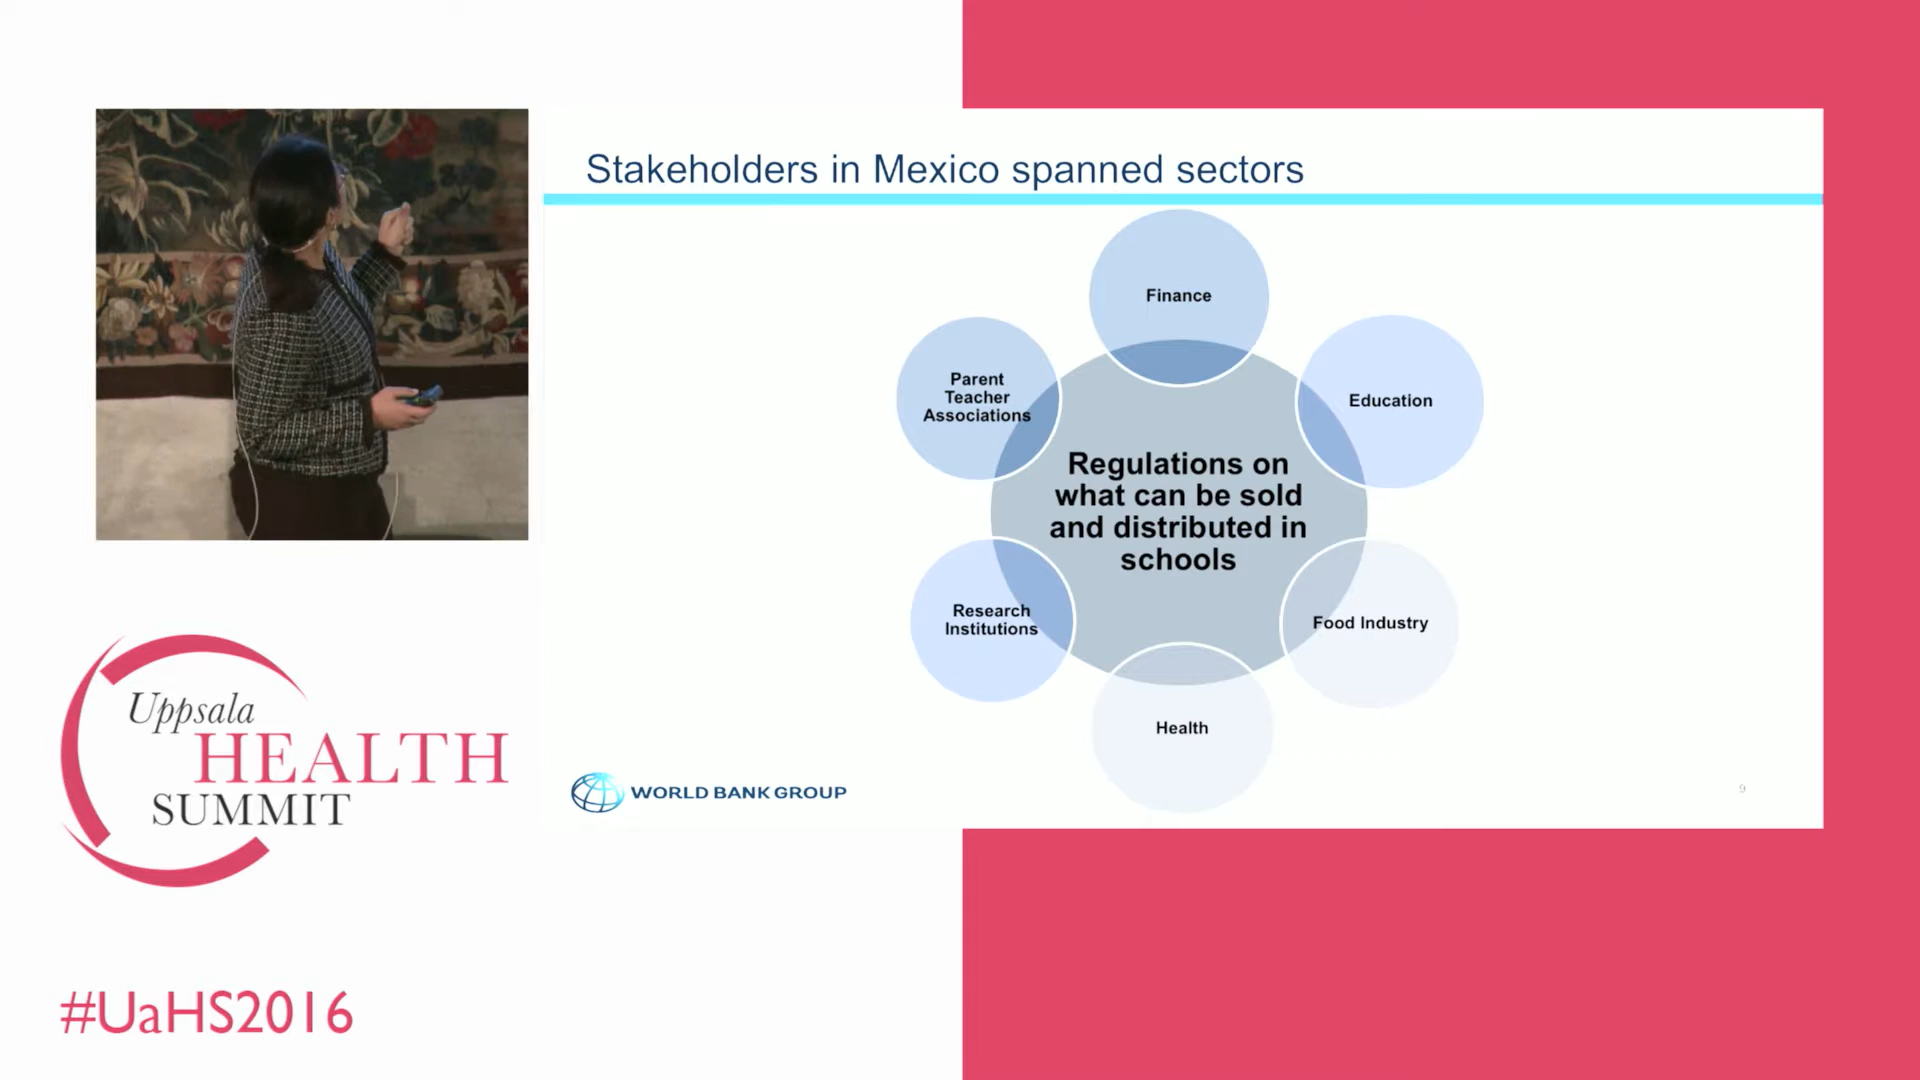 Stakeholders in Mexico spanned sectors
Finance
Parent
Teacher
Associations
Education
Regulations on
what can be sold
and distributed in
schools
Research
Institutions
Food Industry
Health
WORLD BANK GROUP
9
Uppsala
HEALTH
SUMMIT
#UaHS2016